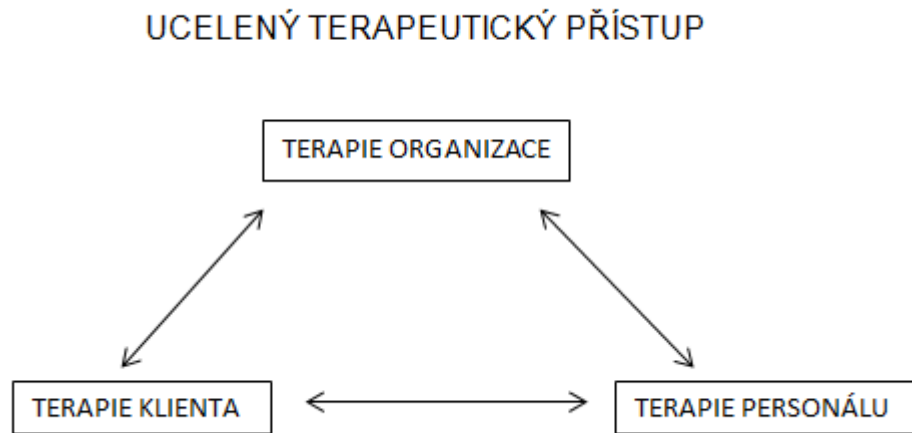 UCELENÝ TERAPEUTICKÝ PŘÍSTUP
TERAPIE ORGANIZACE
TERAPIE KLIENTA
TERAPIE PERSONÁLU